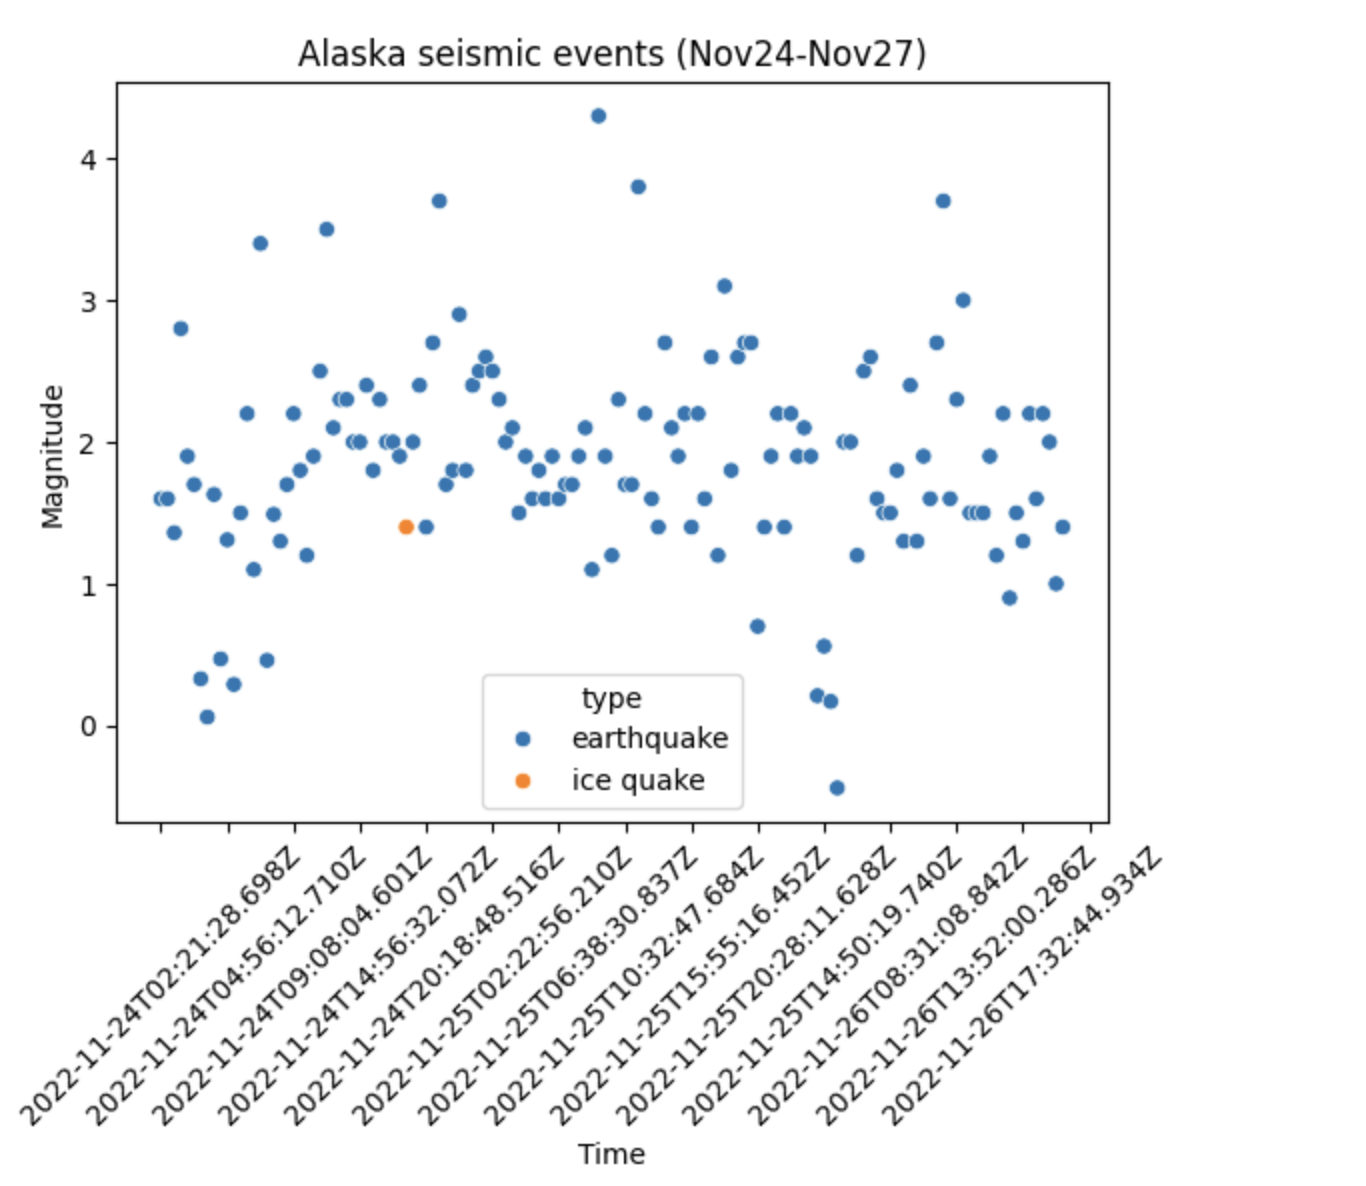 Alaska seismic events (Nov24-Nov27)
Magnitude
4
3
2
1
0
type
earthquake
ice quake
2022-11-24T02:21:28.698Z
2022-11-24T04:56:12.710Z
2022-11-24T09:08:04.601Z
2022-11-24T14:56:32.072Z
2022-11-24T20:18:48.516Z
2022-11-25T02:22:56.210Z
2022-11-25T06:38:30.837Z
2022-11-25T10:32:47.684Z
2022-11-25T15:55:16.452Z
2022-11-25T20:28:11.628Z
2022-11-25T14:50:19.740Z
2022-11-26T08:31:08.842Z
2022-11-26T13:52:00.286Z
2022-11-26T17:32:44.934Z
Time